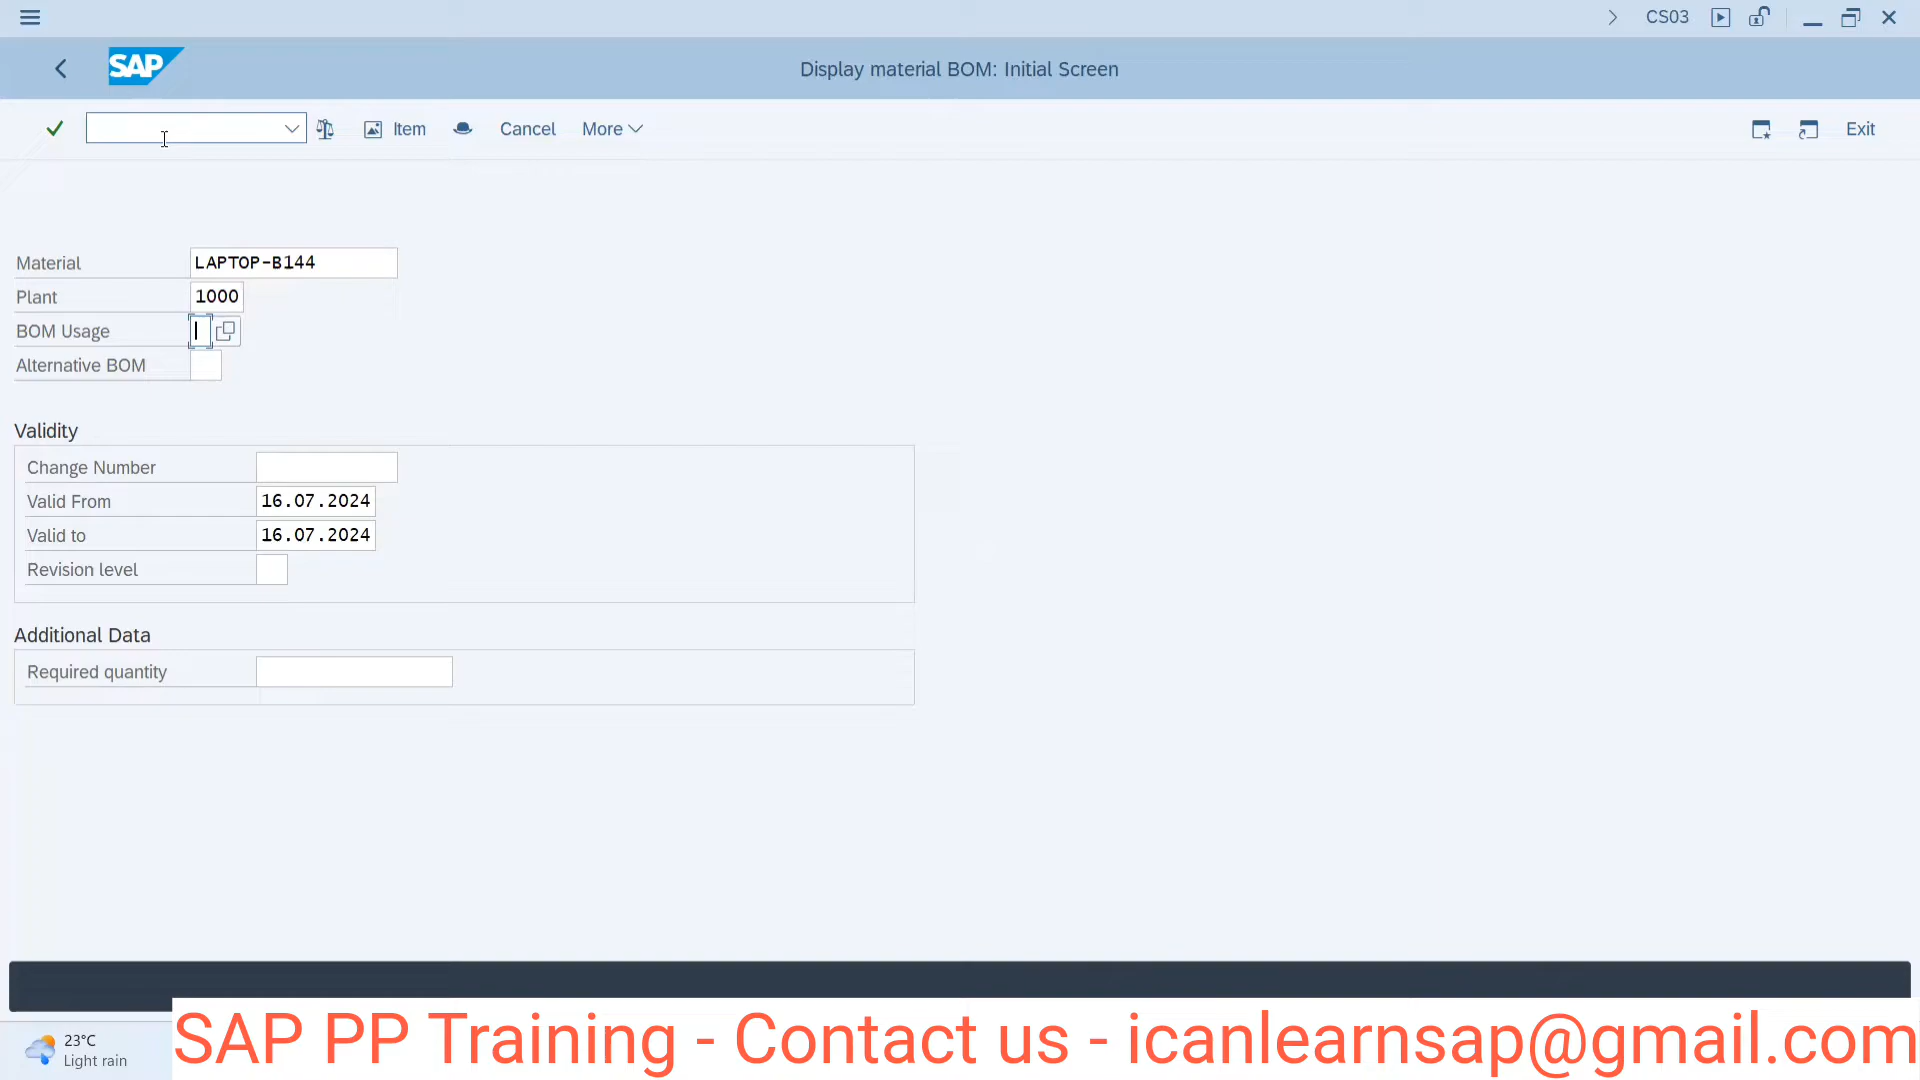 CS03
SAP
Display material BOM: Initial Screen
Item
Cancel
More
Exit
Material LAPTOP-B144
Plant 1000
BOM Usage
Alternative BOM
Validity
Change Number
Valid From 16.07.2024
Valid to 16.07.2024
Revision level
Additional Data
Required quantity
23°C
Light rain
SAP PP Training - Contact us - icanlearnsap@gmail.com